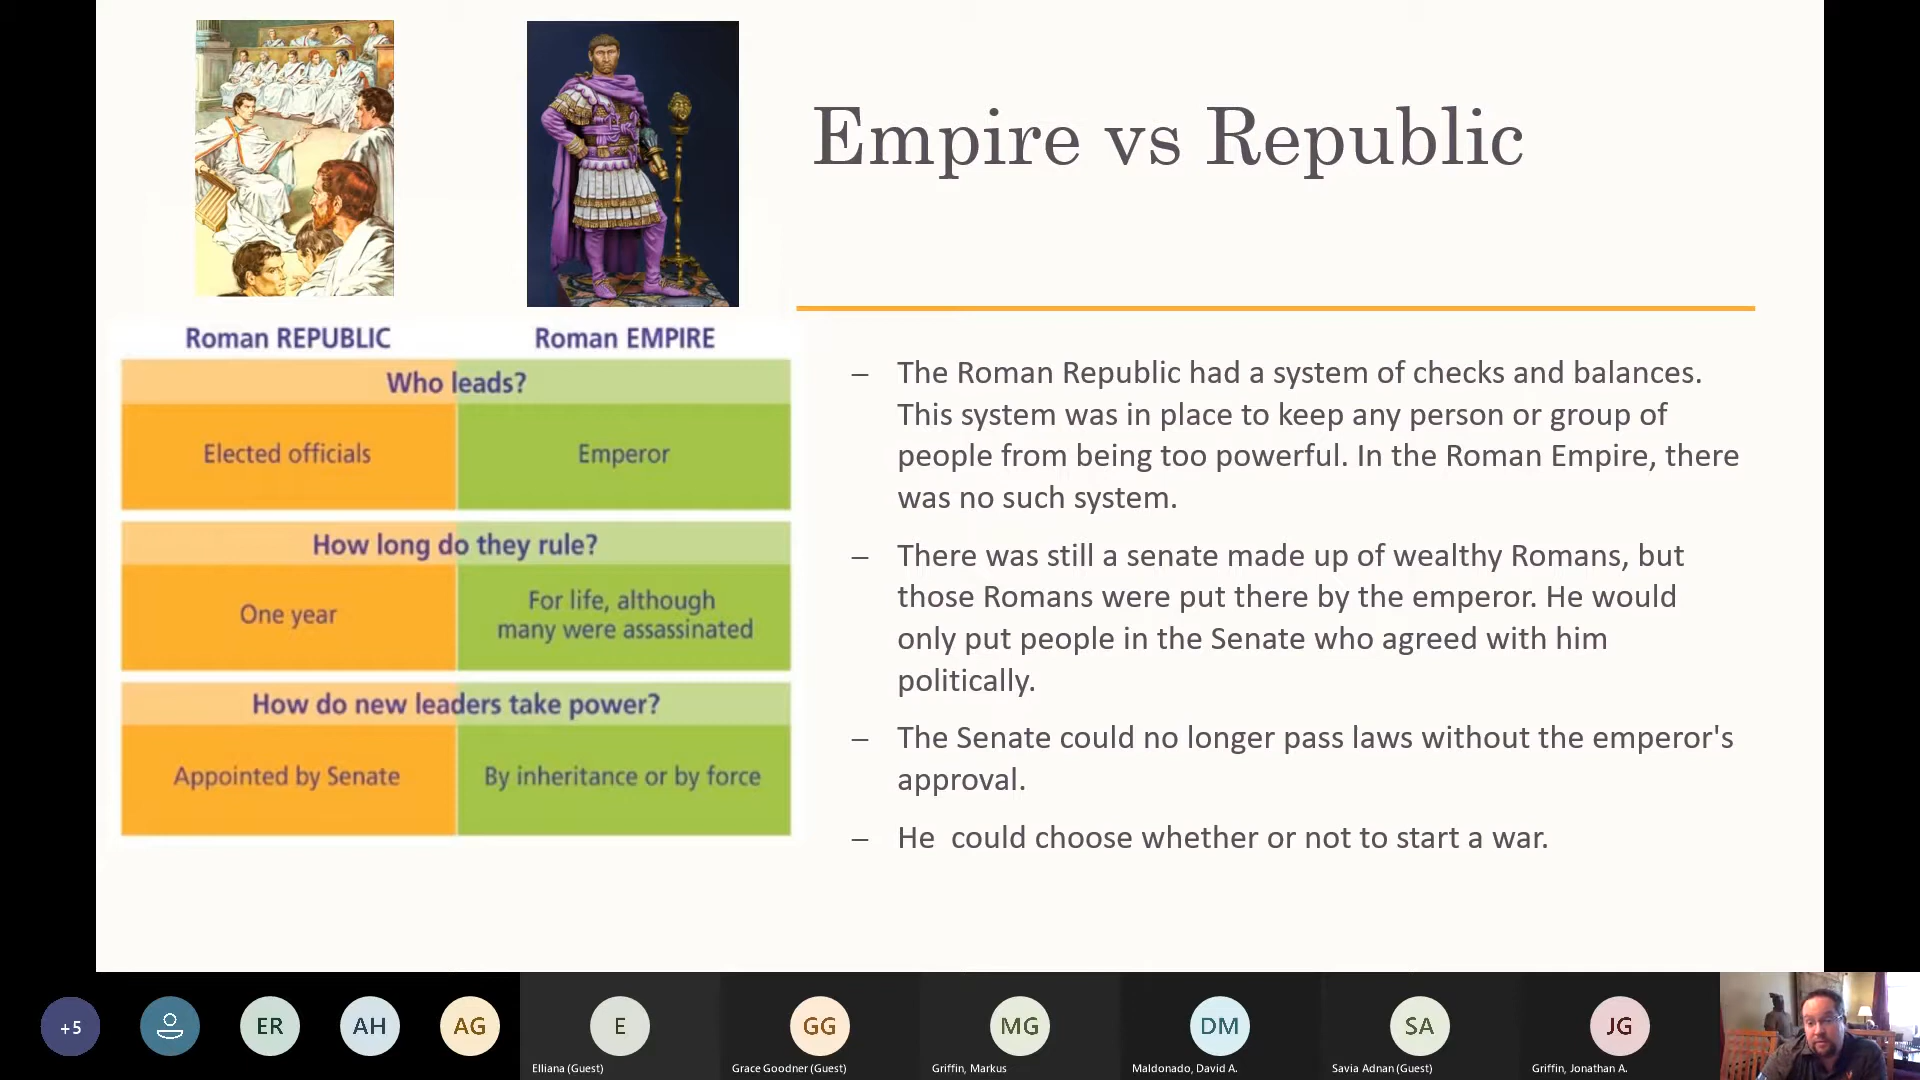 Empire vs Republic
Roman REPUBLIC
Roman EMPIRE
Who leads?
Elected officials
Emperor
How long do they rule?
One year
For life, although
many were assassinated
How do new leaders take power?
Appointed by Senate
By inheritance or by force
– The Roman Republic had a system of checks and balances.
This system was in place to keep any person or group of
people from being too powerful. In the Roman Empire, there
was no such system.
– There was still a senate made up of wealthy Romans, but
those Romans were put there by the emperor. He would
only put people in the Senate who agreed with him
politically.
– The Senate could no longer pass laws without the emperor's
approval.
– He  could choose whether or not to start a war.
+5
ER
AH
AG
E
GG
MG
DM
SA
JG
Elliana (Guest)
Grace Goodner (Guest)
Griffin, Markus
Maldonado, David A.
Savia Adnan (Guest)
Griffin, Jonathan A.